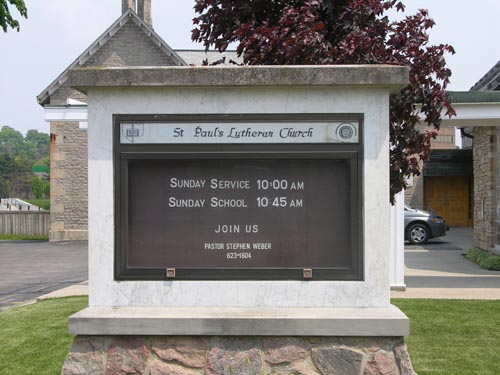 St Paul's Lutheran Church
SUNDAY SERVICE 10:00 AM
SUNDAY SCHOOL 10:45 AM
JOIN US
PASTOR STEPHEN WEBER
623-1604